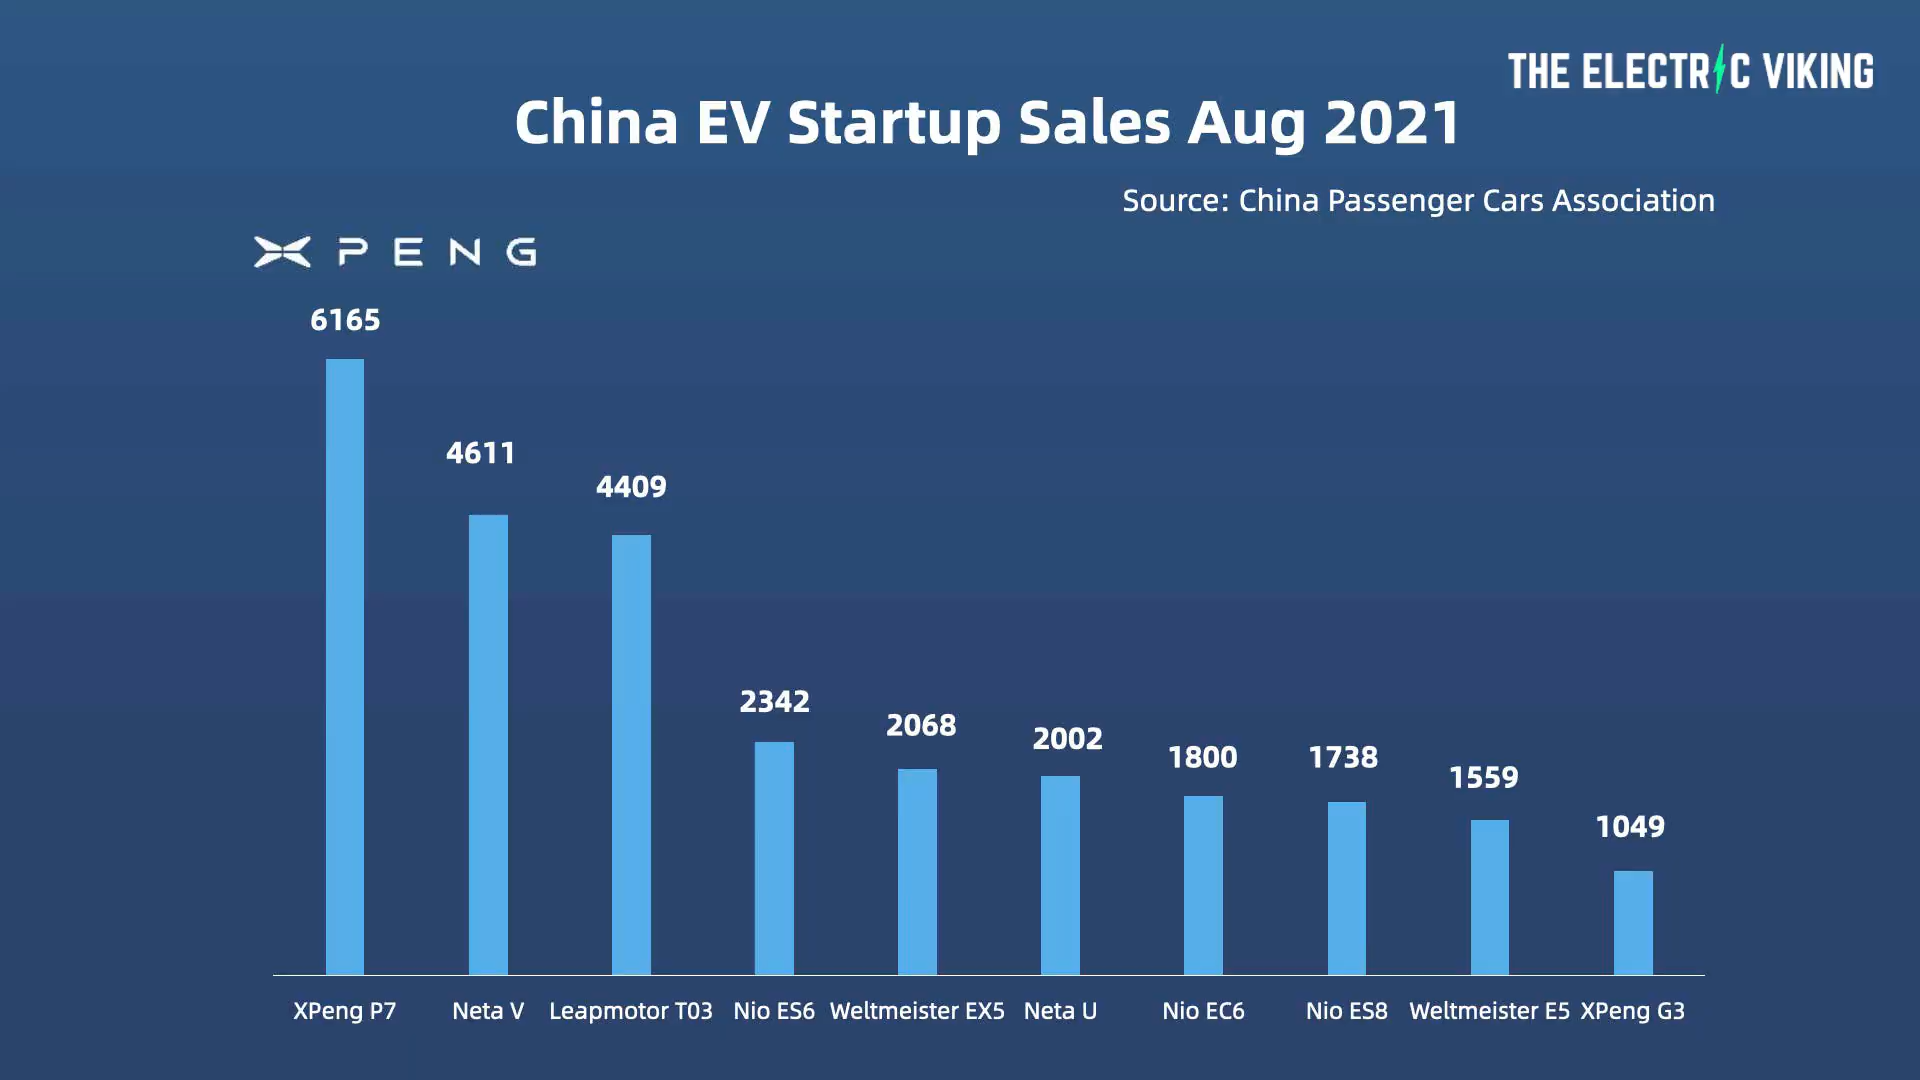 THE ELECTRIC VIKING
China EV Startup Sales Aug 2021
Source: China Passenger Cars Association
XPENG
6165
4611
4409
2342
2068
2002
1800
1738
1559
1049
XPeng P7 Neta V Leapmotor T03 Nio ES6 Weltmeister EX5 Neta U Nio EC6 Nio ES8 Weltmeister E5 XPeng G3